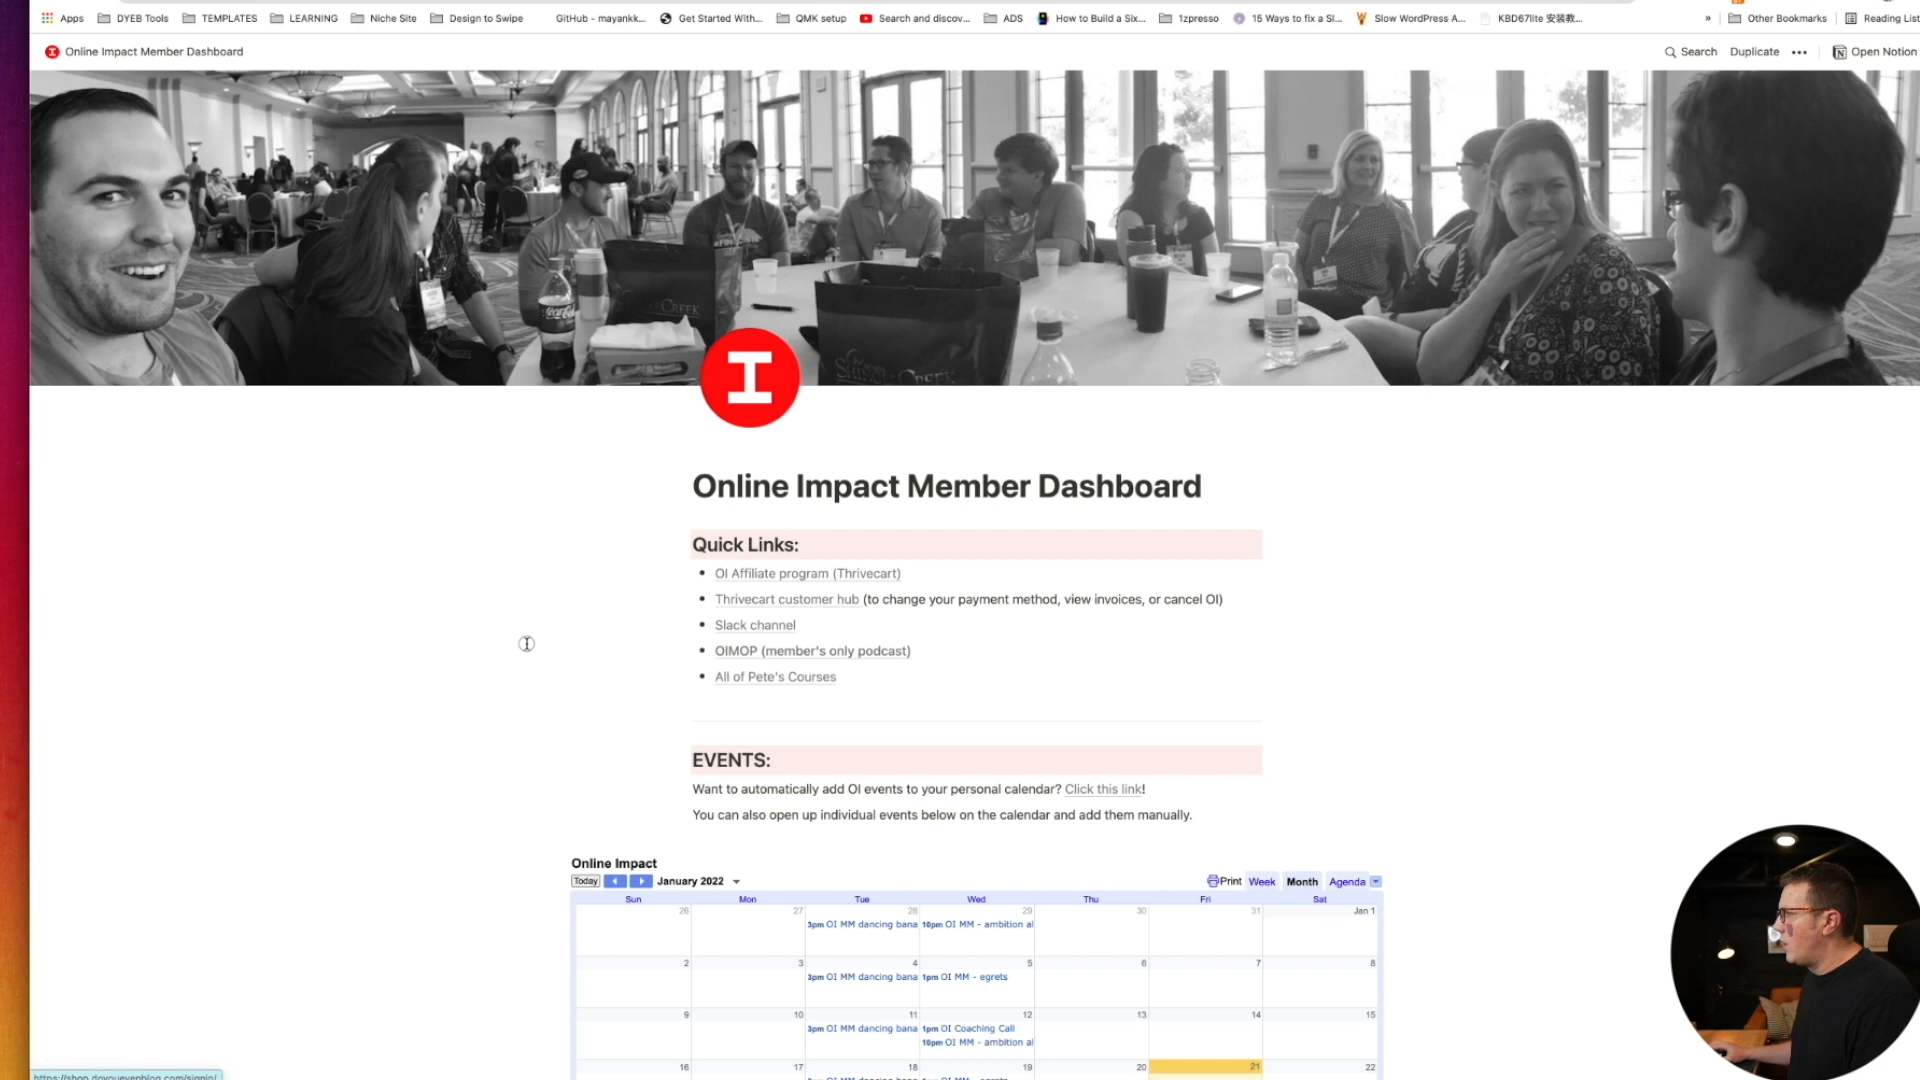 Apps DYEB Tools TEMPLATES LEARNING Niche Site Design to Swipe GitHub - mayankk... Get Started With... QMK setup Search and discov... ADS How to Build a Six... 1zpresso 15 Ways to fix a Sl... Slow WordPress A... KBD67lite 安装教... » Other Bookmarks Reading List
Online Impact Member Dashboard Search Duplicate ••• Open Notion
Coca-Cola
CREEK
I
Online Impact Member Dashboard
Quick Links:
• OI Affiliate program (Thrivecart)
• Thrivecart customer hub (to change your payment method, view invoices, or cancel OI)
• Slack channel
• OIMOP (member's only podcast)
• All of Pete's Courses
EVENTS:
Want to automatically add OI events to your personal calendar? Click this link!
You can also open up individual events below on the calendar and add them manually.
Online Impact
Today January 2022 Print Week Month Agenda
Sun Mon Tue Wed Thu Fri Sat
26 27 28 29 30 31 Jan 1
3pm OI MM dancing bana 10pm OI MM - ambition al
2 3 4 5 6 7 8
3pm OI MM dancing bana 1pm OI MM - egrets
9 10 11 12 13 14 15
3pm OI MM dancing bana 1pm OI Coaching Call
10pm OI MM - ambition al
16 17 18 19 20 21 22
https://shop.doyouevenblog.com/signin/